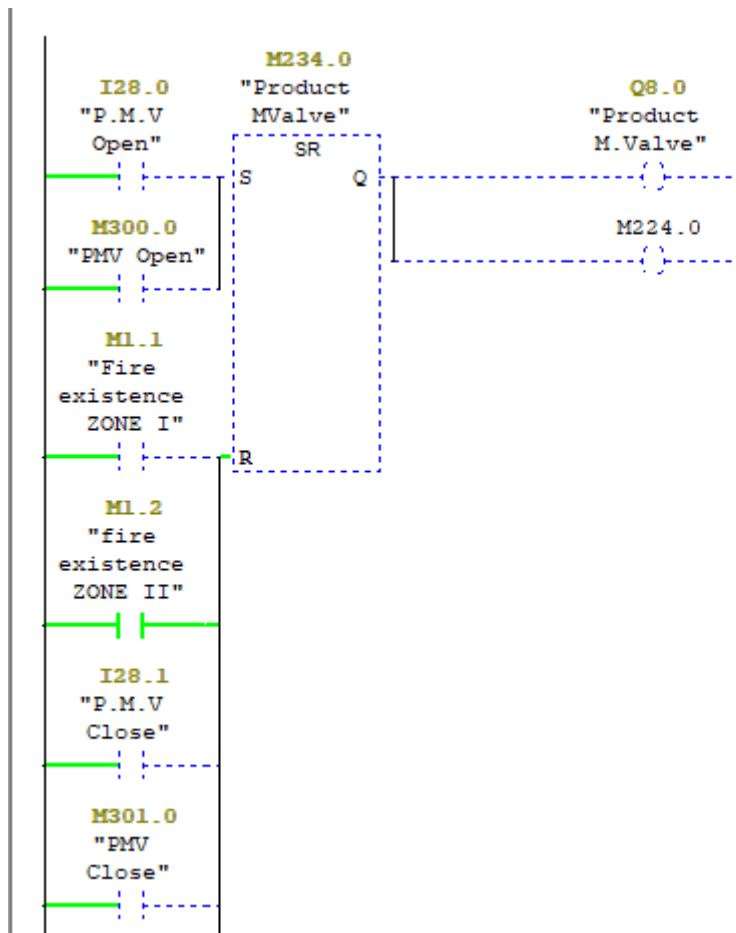 M234.0
I28.0 "Product Q8.0
"P.M.V MValve" "Product
Open" SR M.Valve"
S Q
M300.0 M224.0
"PMV Open"
M1.1
"Fire
existence
ZONE I"
R
M1.2
"fire
existence
ZONE II"
I28.1
"P.M.V
Close"
M301.0
"PMV
Close"